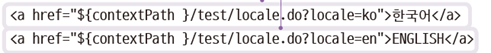 <a href="${contextPath }/test/locale.do?locale=ko">한국어</a>
<a href="${contextPath }/test/locale.do?locale=en">ENGLISH</a>